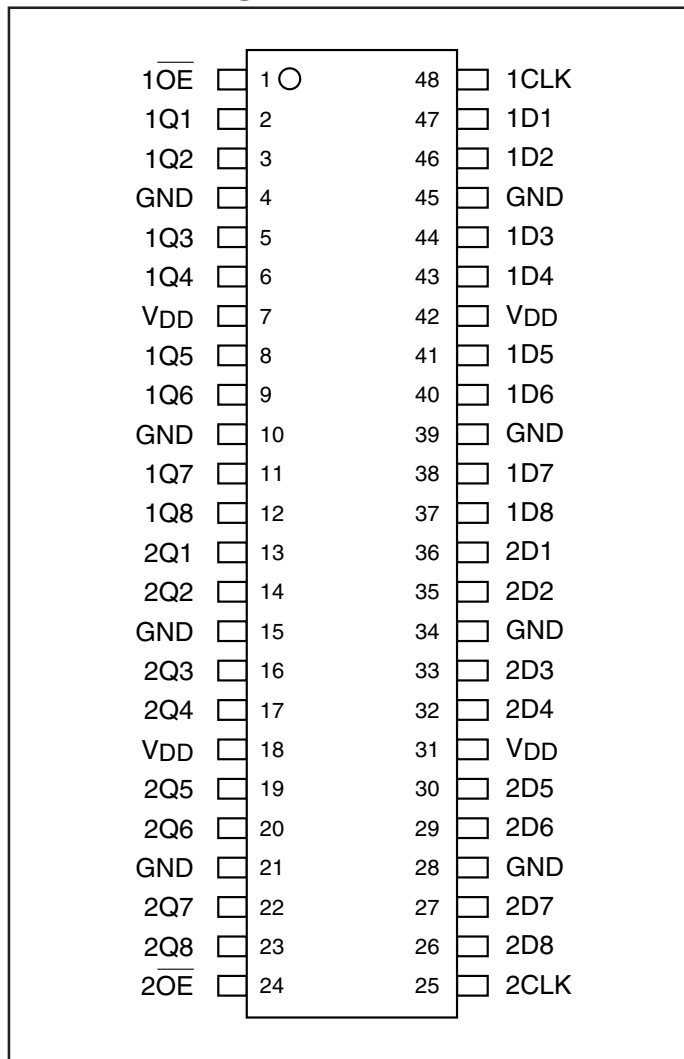 1O̅E̅ 1 48 1CLK
1Q1 2 47 1D1
1Q2 3 46 1D2
GND 4 45 GND
1Q3 5 44 1D3
1Q4 6 43 1D4
VDD 7 42 VDD
1Q5 8 41 1D5
1Q6 9 40 1D6
GND 10 39 GND
1Q7 11 38 1D7
1Q8 12 37 1D8
2Q1 13 36 2D1
2Q2 14 35 2D2
GND 15 34 GND
2Q3 16 33 2D3
2Q4 17 32 2D4
VDD 18 31 VDD
2Q5 19 30 2D5
2Q6 20 29 2D6
GND 21 28 GND
2Q7 22 27 2D7
2Q8 23 26 2D8
2O̅E̅ 24 25 2CLK